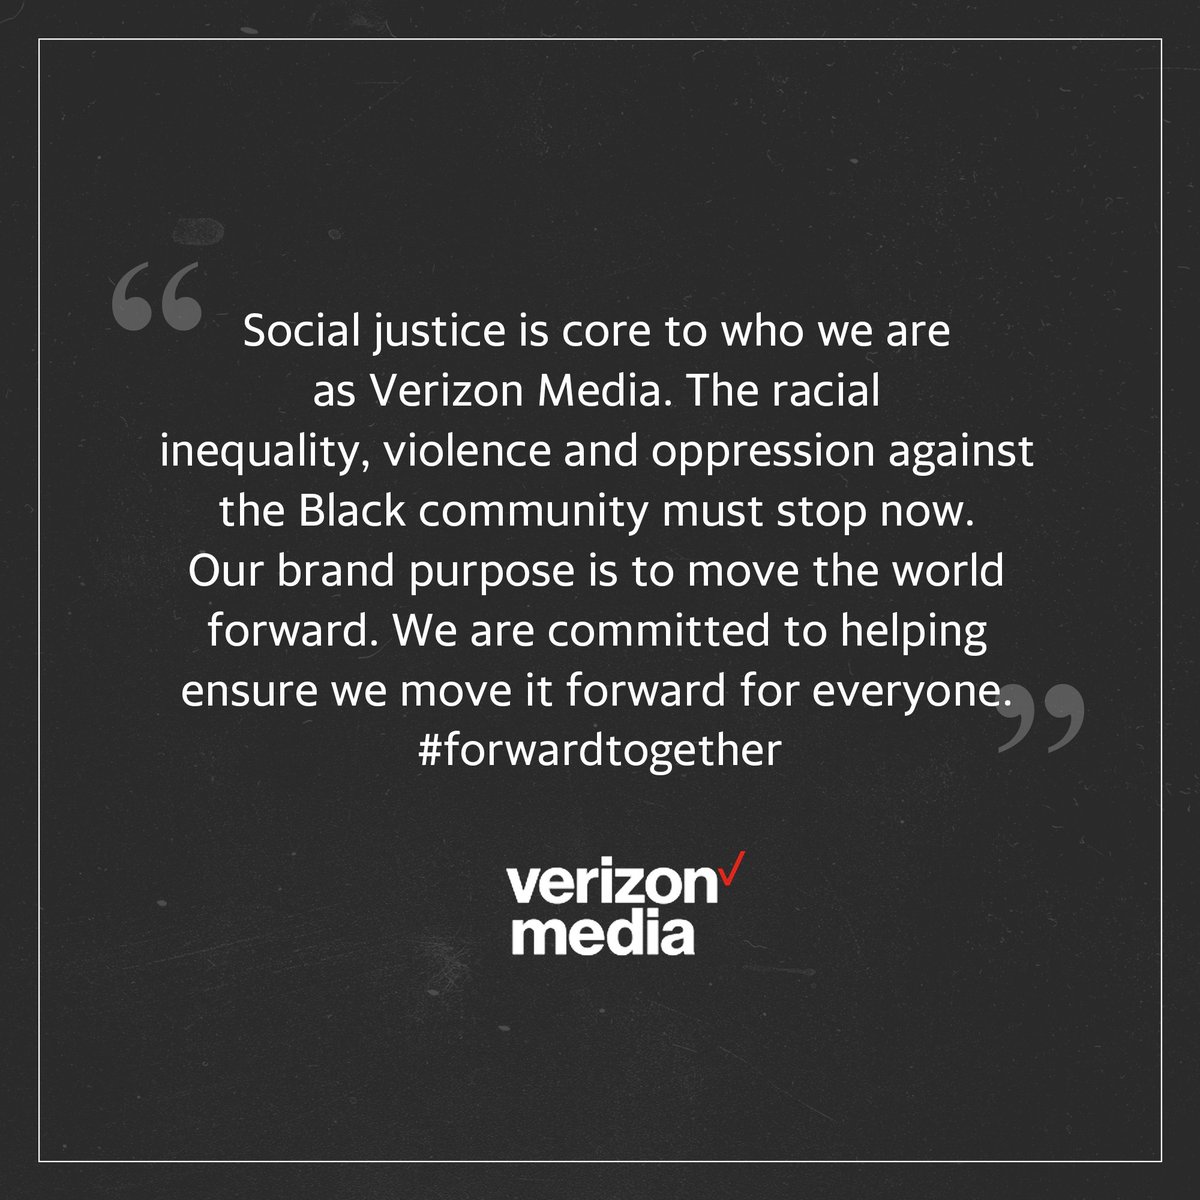 “
Social justice is core to who we are
as Verizon Media. The racial
inequality, violence and oppression against
the Black community must stop now.
Our brand purpose is to move the world
forward. We are committed to helping
ensure we move it forward for everyone.
”
#forwardtogether
verizon✓
media